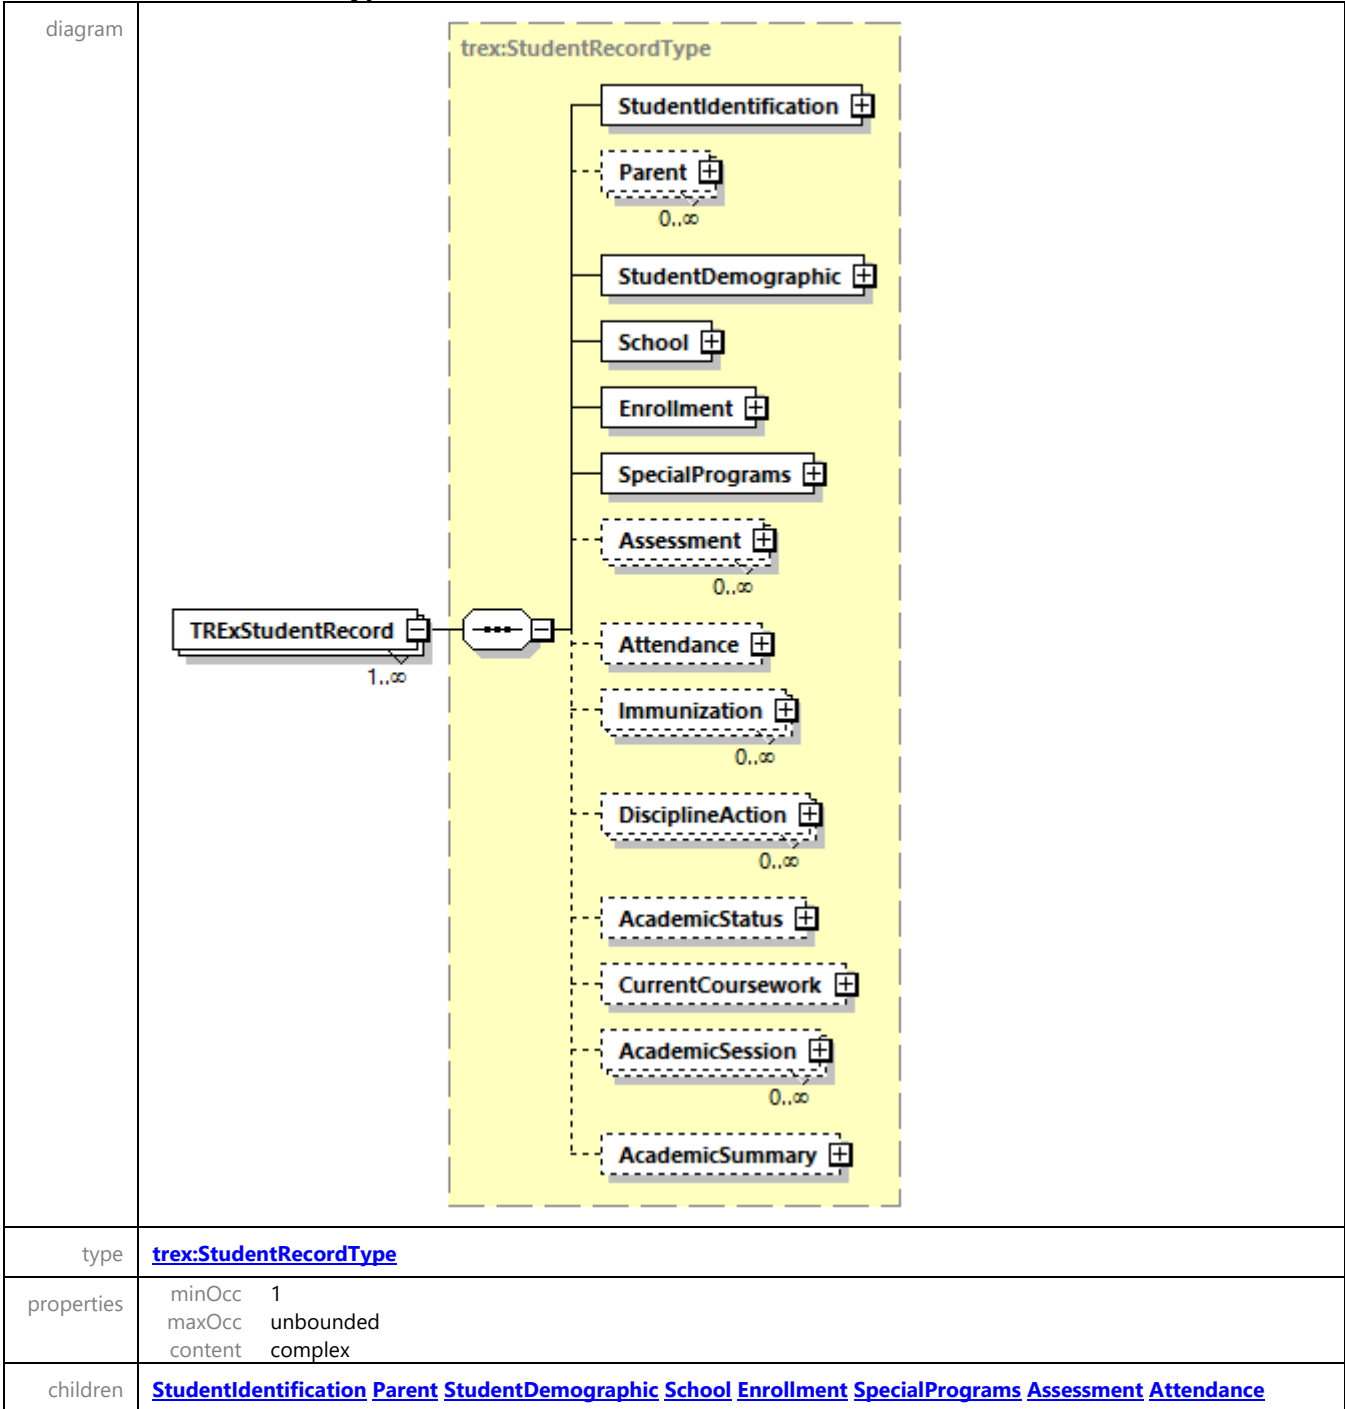 diagram
trex:StudentRecordType
StudentIdentification
Parent
0..∞
StudentDemographic
School
Enrollment
SpecialPrograms
Assessment
0..∞
TRExStudentRecord
1..∞
Attendance
Immunization
0..∞
DisciplineAction
0..∞
AcademicStatus
CurrentCoursework
AcademicSession
0..∞
AcademicSummary
type trex:StudentRecordType
properties minOcc 1
maxOcc unbounded
content complex
children StudentIdentification Parent StudentDemographic School Enrollment SpecialPrograms Assessment Attendance